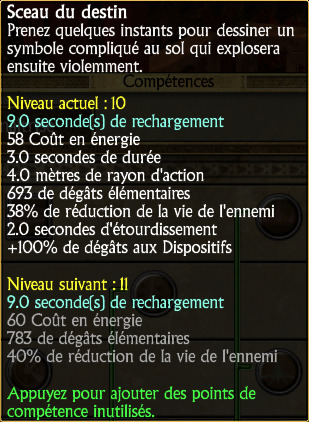 Sceau du destin
Prenez quelques instants pour dessiner un
symbole compliqué au sol qui explosera
ensuite violemment.
Compétences
Niveau actuel : 10
9.0 seconde(s) de rechargement
58 Coût en énergie
3.0 secondes de durée
4.0 mètres de rayon d'action
693 de dégâts élémentaires
38% de réduction de la vie de l'ennemi
2.0 secondes d'étourdissement
+100% de dégâts aux Dispositifs
Niveau suivant : 11
9.0 seconde(s) de rechargement
60 Coût en énergie
783 de dégâts élémentaires
40% de réduction de la vie de l'ennemi
Appuyez pour ajouter des points de
compétence inutilisés.